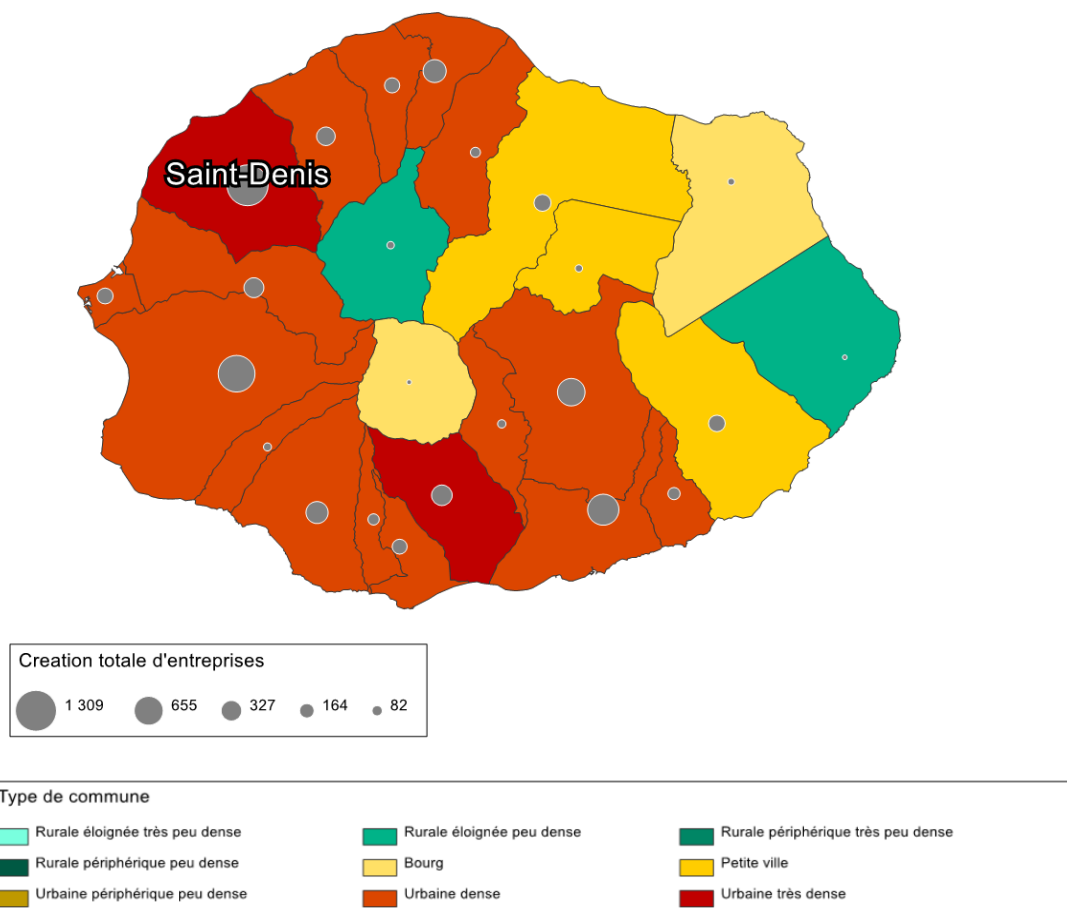 Saint-Denis
Creation totale d'entreprises
1 309 655 327 164 82
Type de commune
Rurale éloignée très peu dense Rurale éloignée peu dense Rurale périphérique très peu dense
Rurale périphérique peu dense Bourg Petite ville
Urbaine périphérique peu dense Urbaine dense Urbaine très dense